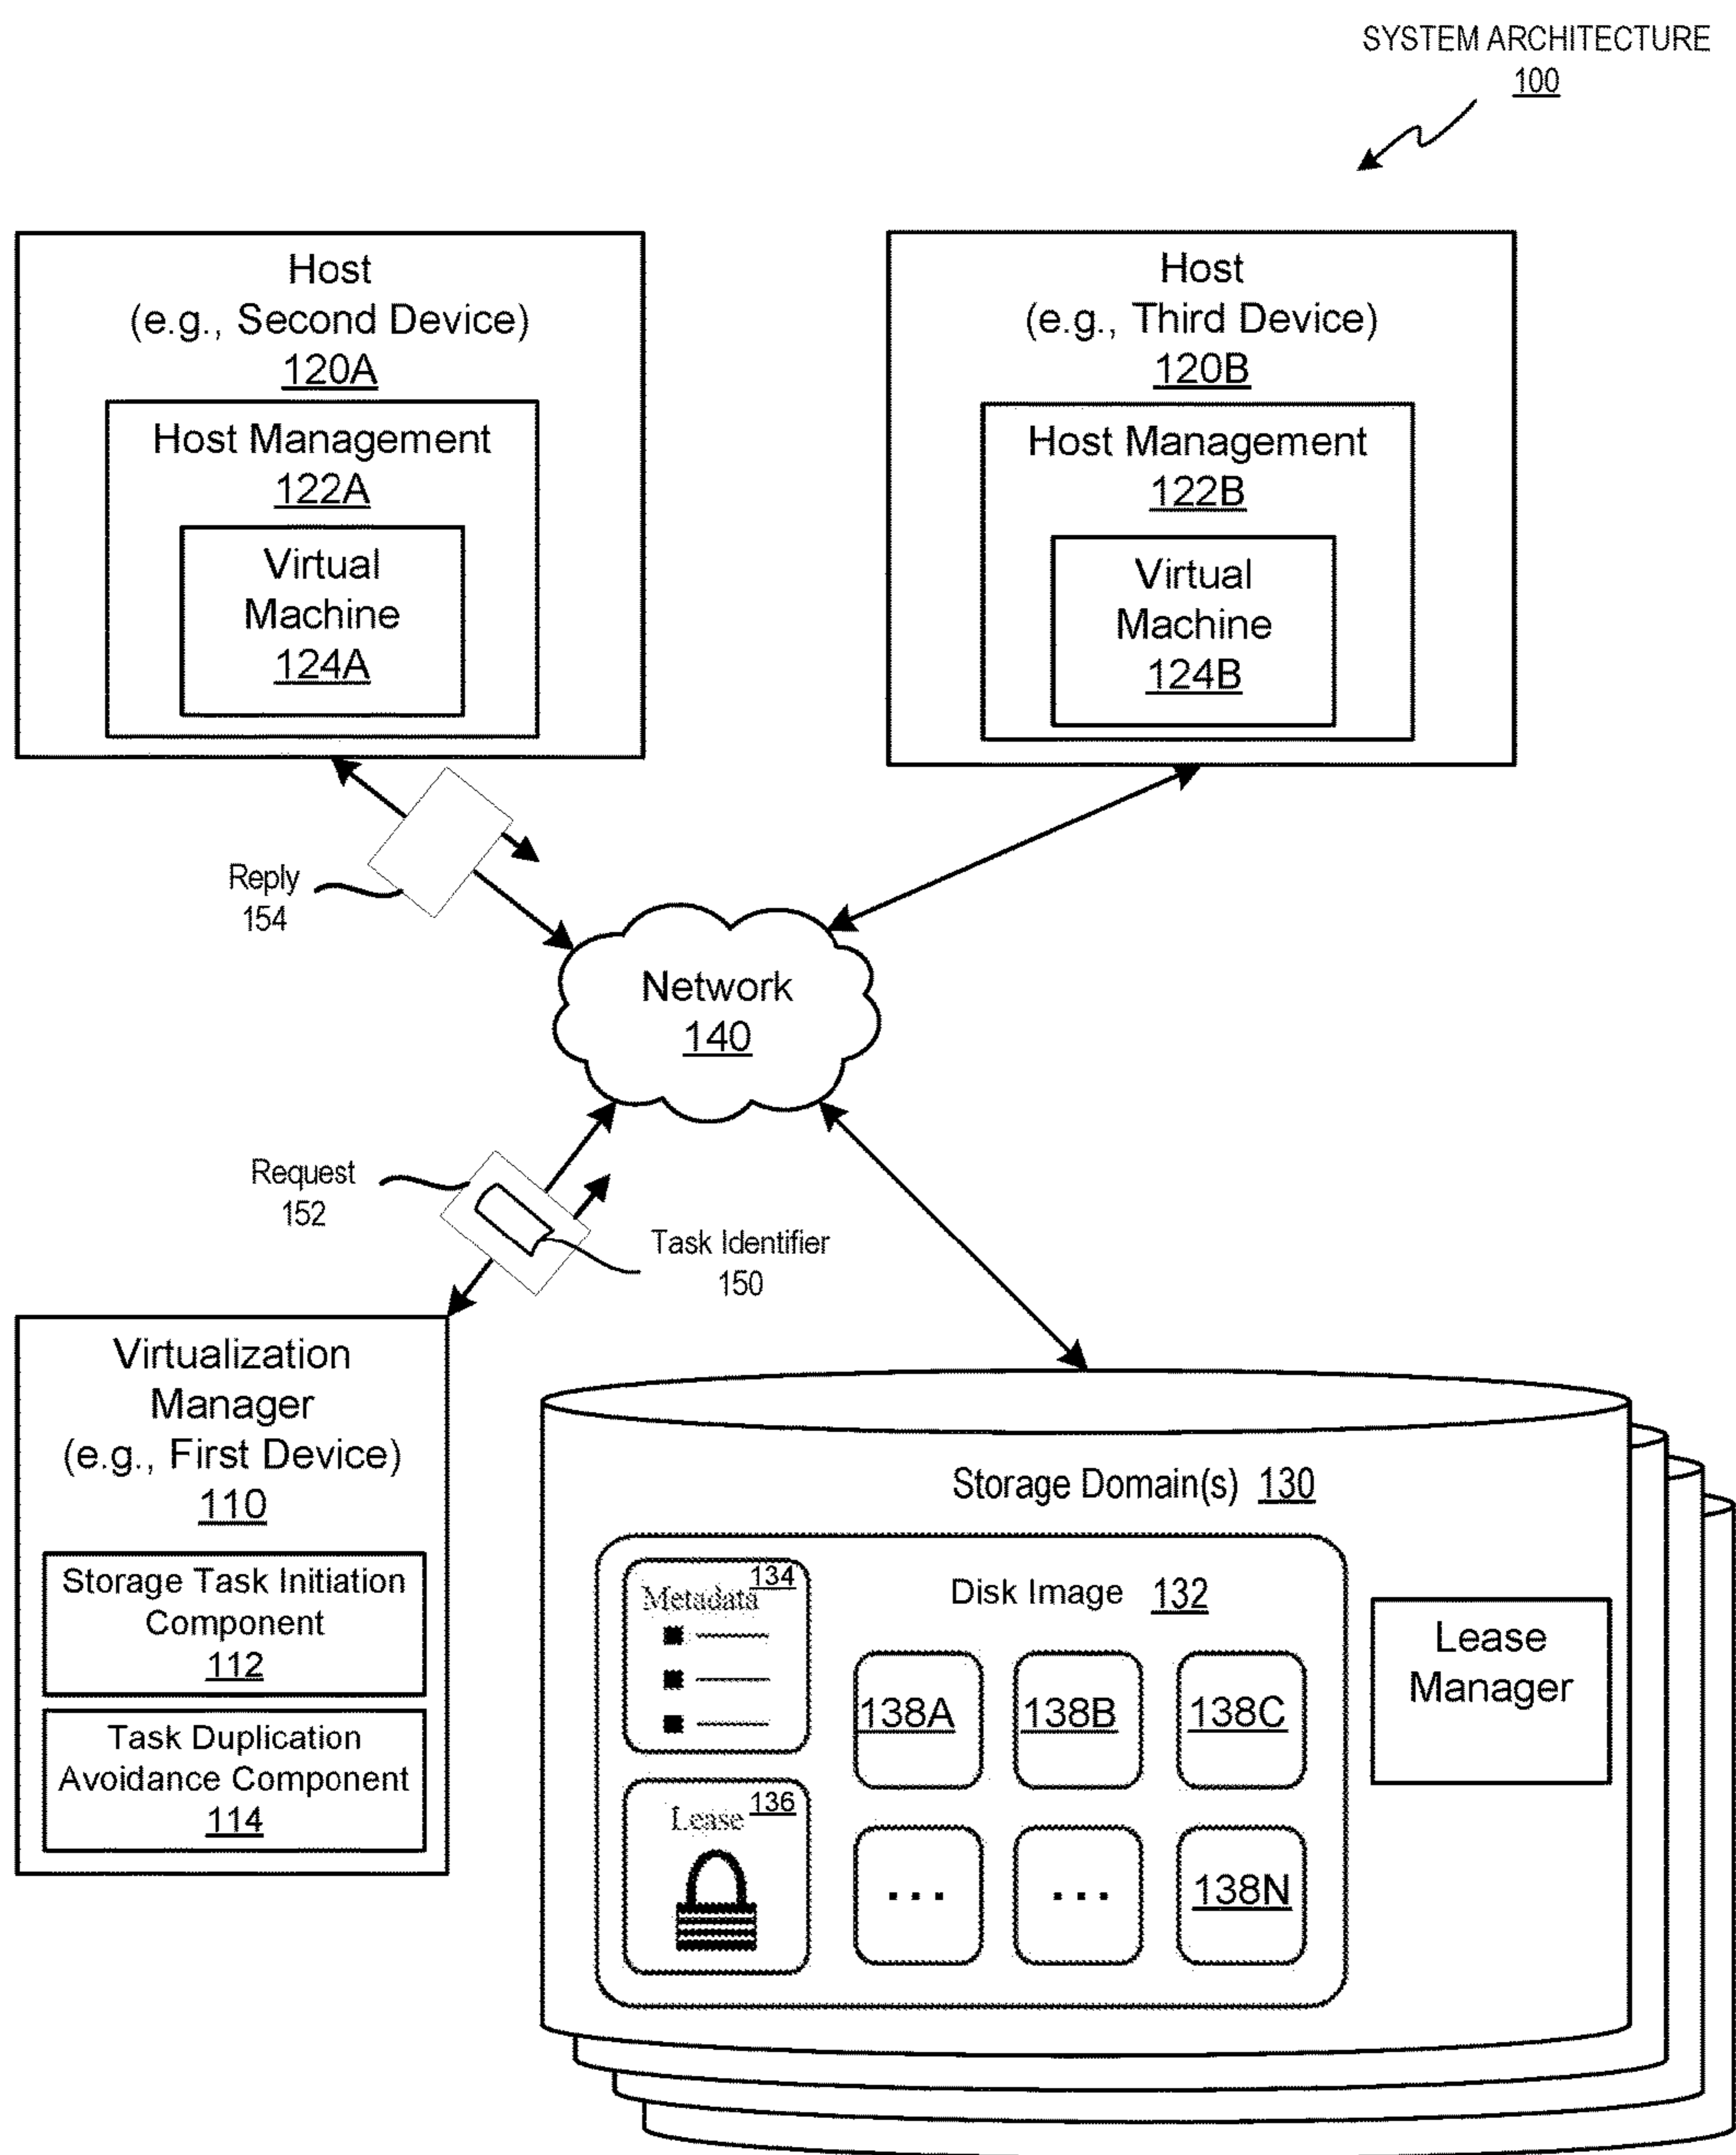 SYSTEM ARCHITECTURE
100
Host
(e.g., Second Device)
120A
Host Management
122A
Virtual
Machine
124A
Host
(e.g., Third Device)
120B
Host Management
122B
Virtual
Machine
124B
Reply
154
Network
140
Request
152
Task Identifier
150
Virtualization
Manager
(e.g., First Device)
110
Storage Task Initiation
Component
112
Task Duplication
Avoidance Component
114
Storage Domain(s) 130
134
Metadata
Disk Image 132
138A 138B 138C
136
Lease
... ... 138N
Lease
Manager